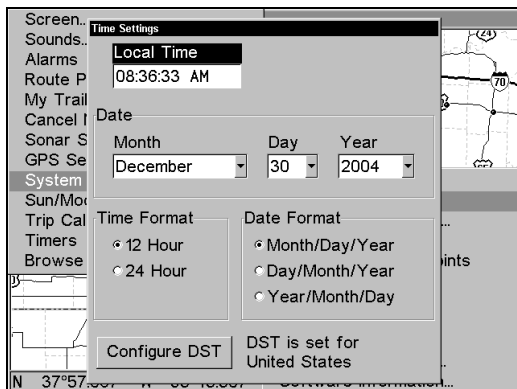 Screen..
Sounds..
Alarms
Route P
My Trail
Cancel
Sonar S
GPS Se
System
Sun/Moo
Trip Cal
Timers
Browse
Time Settings
Local Time
08:36:33 AM
Date
Month
Day
Year
December
30
2004
Time Format
12 Hour
24 Hour
Date Format
Month/Day/Year
Day/Month/Year
Year/Month/Day
Configure DST
DST is set for
United States
24
70
...
ints
N 37°57.